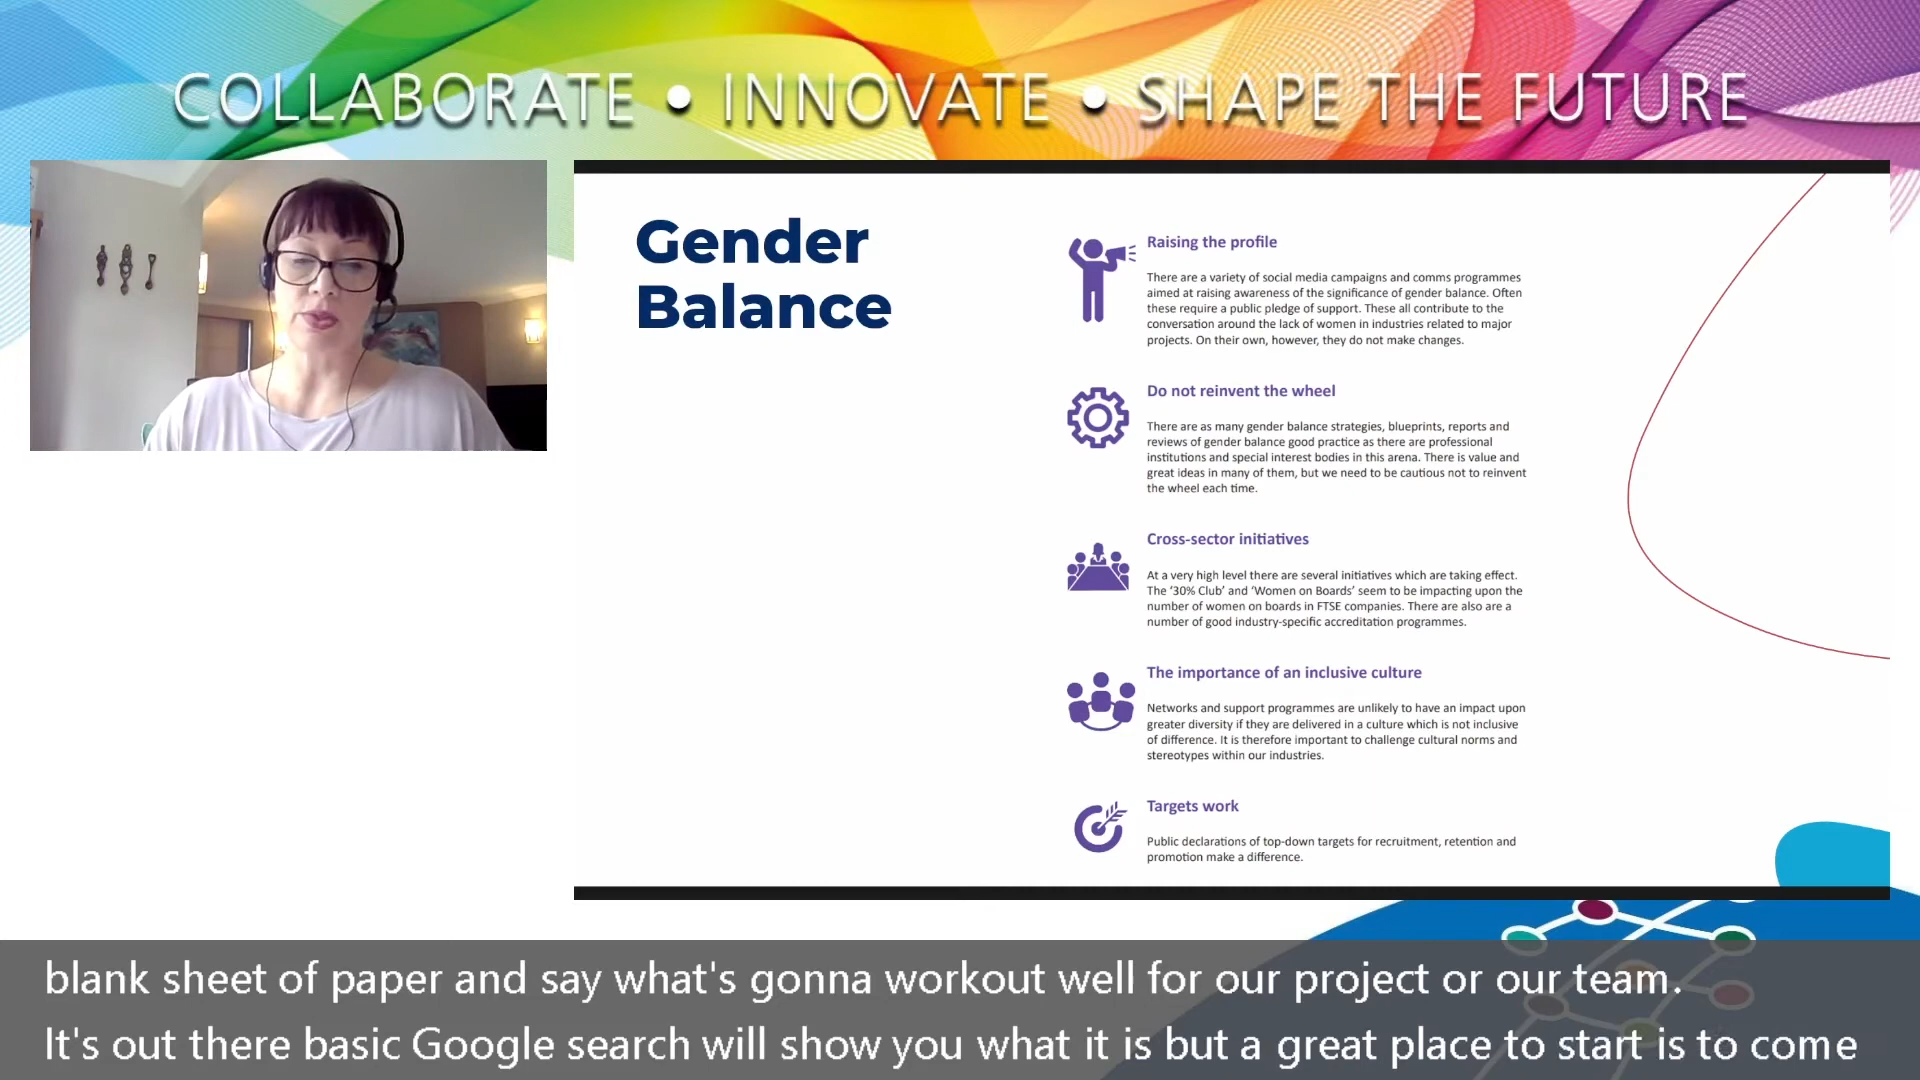 COLLABORATE • INNOVATE • SHAPE THE FUTURE
Gender
Balance
Raising the profile
There are a variety of social media campaigns and comms programmes
aimed at raising awareness of the significance of gender balance. Often
these require a public pledge of support. These all contribute to the
conversation around the lack of women in industries related to major
projects. On their own, however, they do not make changes.
Do not reinvent the wheel
There are as many gender balance strategies, blueprints, reports and
reviews of gender balance good practice as there are professional
institutions and special interest bodies in this arena. There is value and
great ideas in many of them, but we need to be cautious not to reinvent
the wheel each time.
Cross-sector initiatives
At a very high level there are several initiatives which are taking effect.
The ‘30% Club’ and ‘Women on Boards’ seem to be impacting upon the
number of women on boards in FTSE companies. There are also are a
number of good industry-specific accreditation programmes.
The importance of an inclusive culture
Networks and support programmes are unlikely to have an impact upon
greater diversity if they are delivered in a culture which is not inclusive
of difference. It is therefore important to challenge cultural norms and
stereotypes within our industries.
Targets work
Public declarations of top-down targets for recruitment, retention and
promotion make a difference.
blank sheet of paper and say what's gonna workout well for our project or our team.
It's out there basic Google search will show you what it is but a great place to start is to come